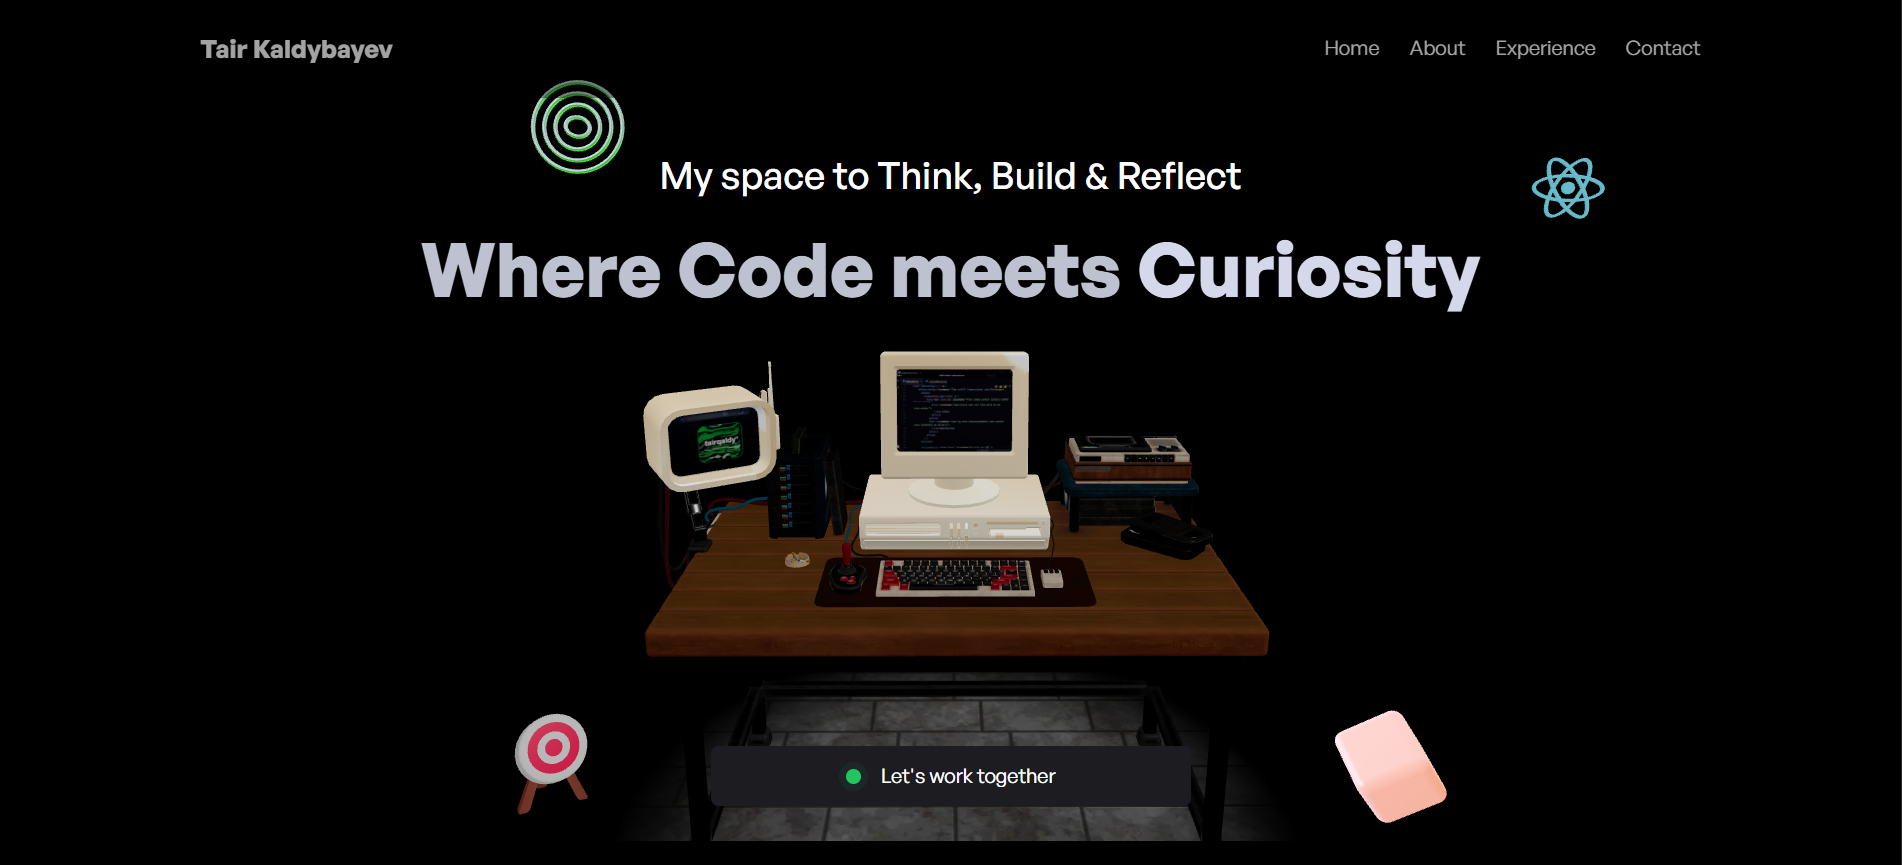 Tair Kaldybayev
Home About Experience Contact
My space to Think, Build & Reflect
Where Code meets Curiosity
tairqaldy
Let's work together